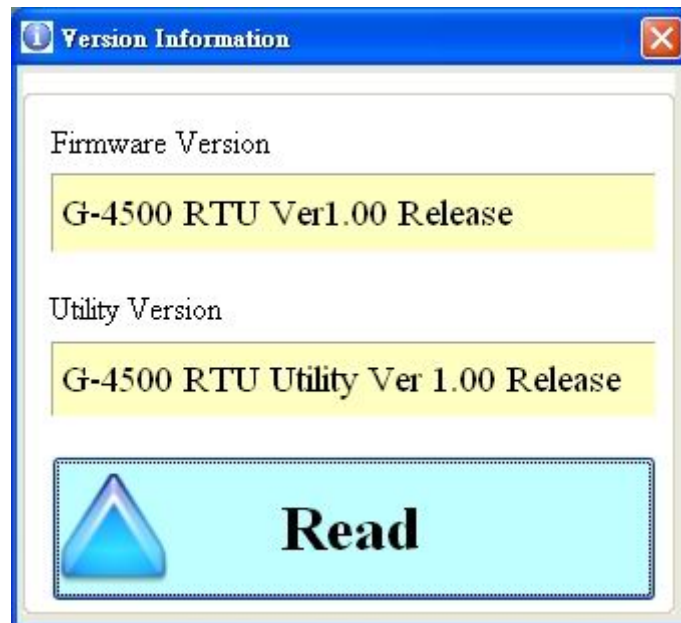 Version Information
Firmware Version
G-4500 RTU Ver1.00 Release
Utility Version
G-4500 RTU Utility Ver 1.00 Release
Read